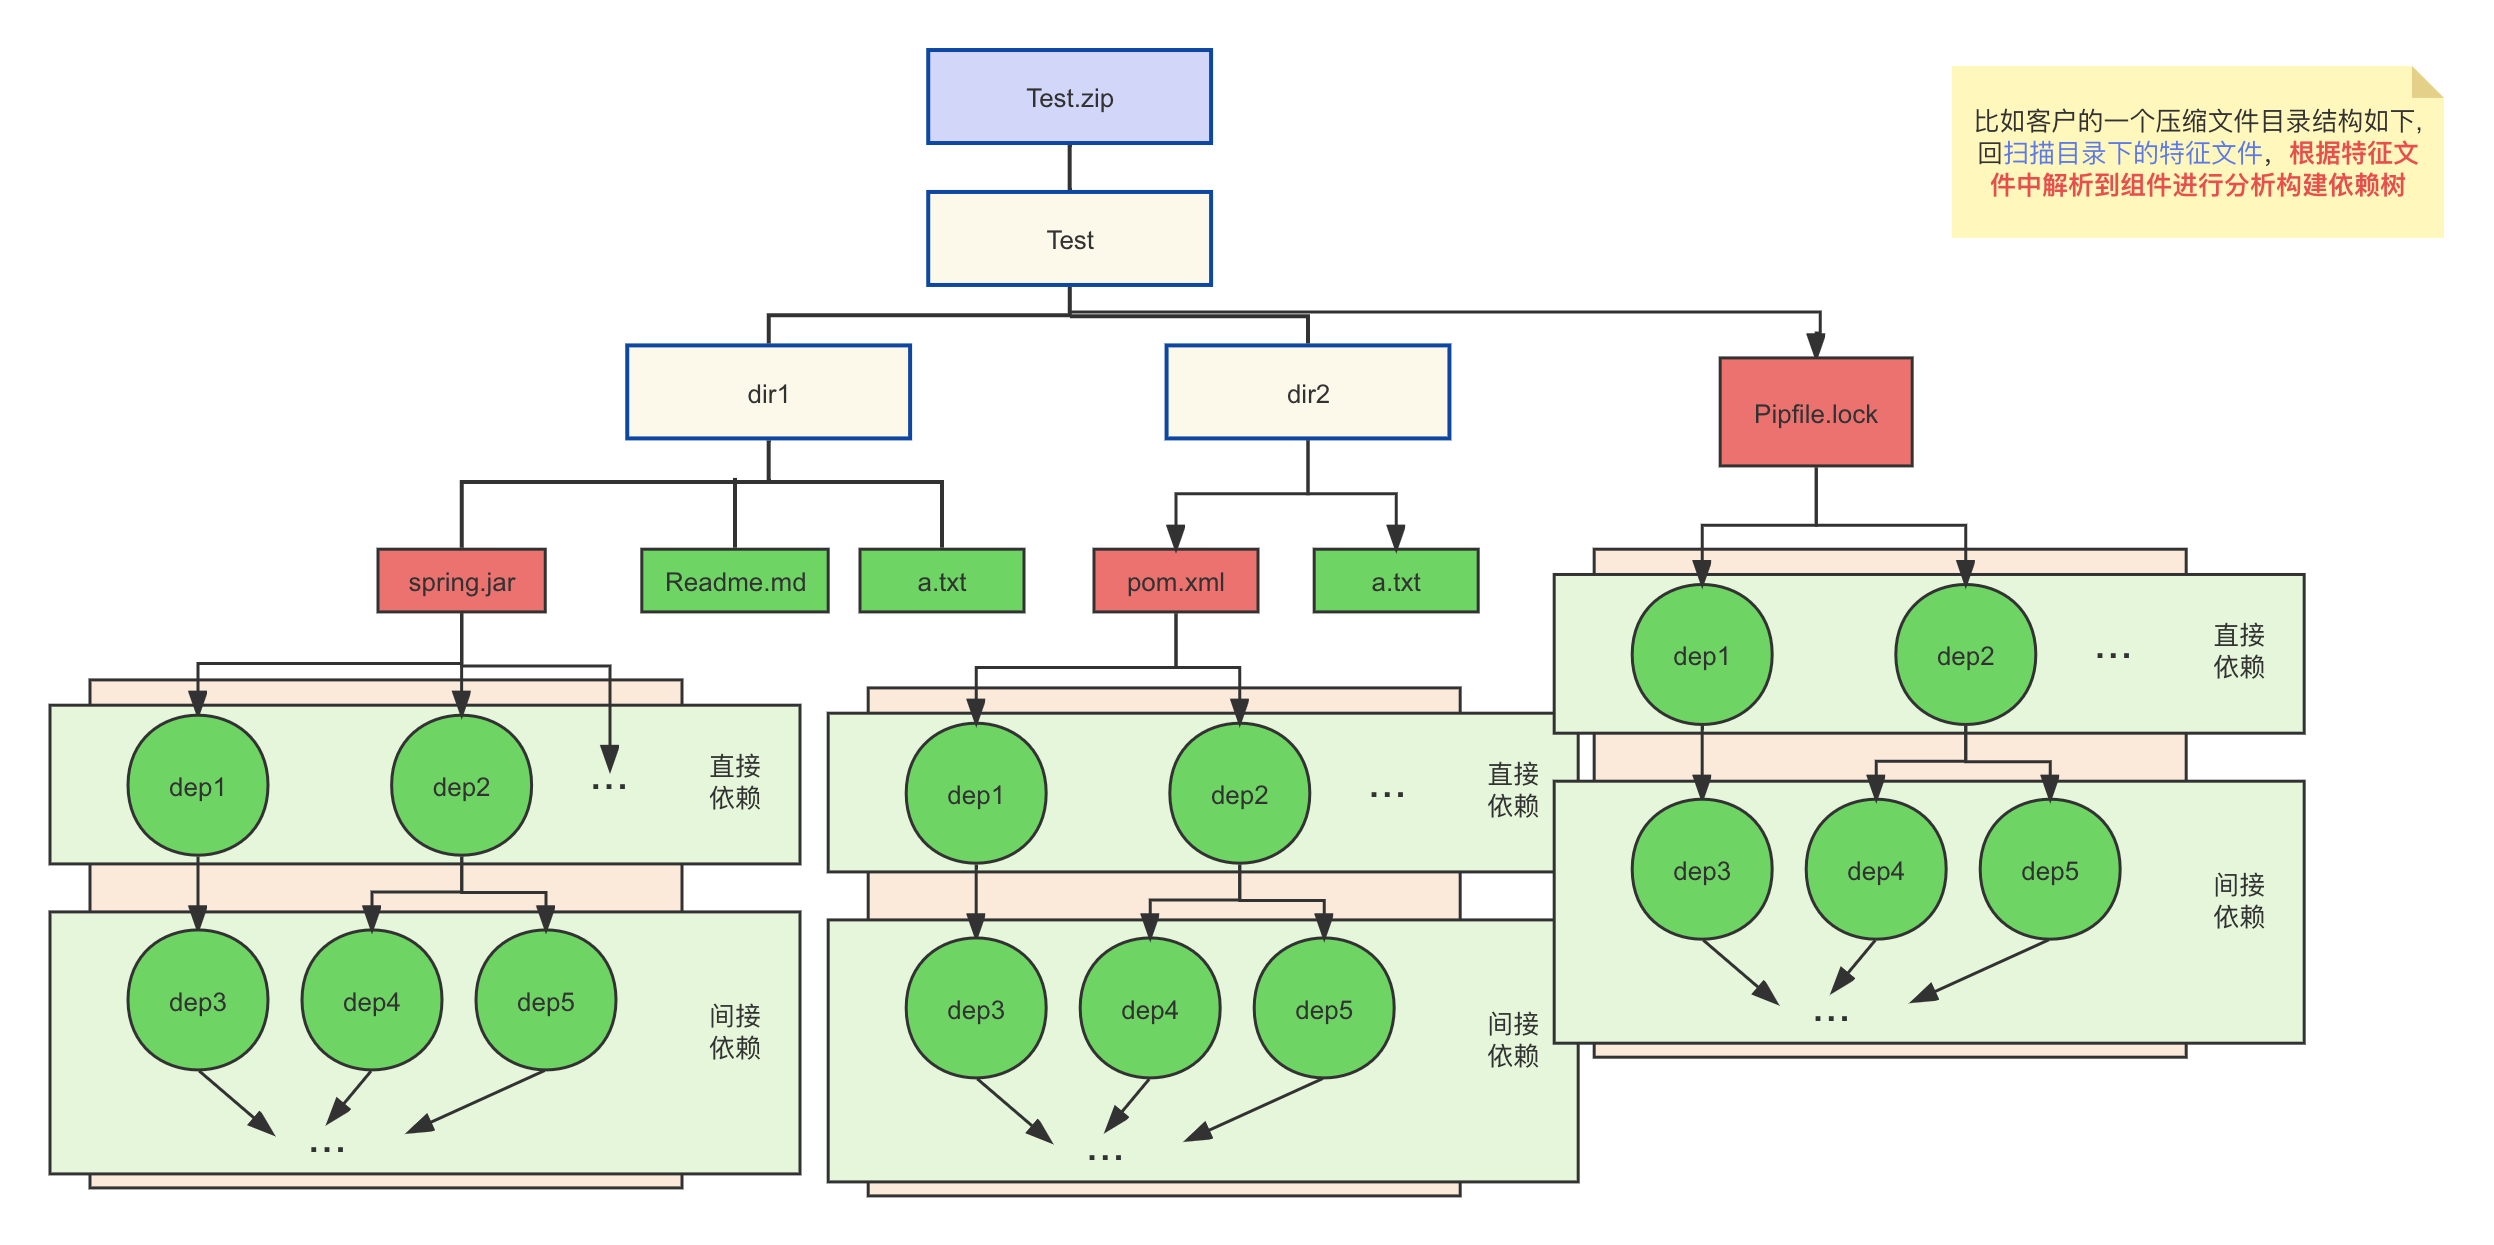 Test.zip
比如客户的一个压缩文件目录结构如下，
回扫描目录下的特征文件，根据特征文
件中解析到组件进行分析构建依赖树
Test
dir1
dir2
Pipfile.lock
spring.jar
Readme.md
a.txt
pom.xml
a.txt
dep1
dep2
...
直接
依赖
dep3
dep4
dep5
间接
依赖
...
dep1
dep2
...
直接
依赖
dep3
dep4
dep5
间接
依赖
...
dep1
dep2
...
直接
依赖
dep3
dep4
dep5
间接
依赖
...